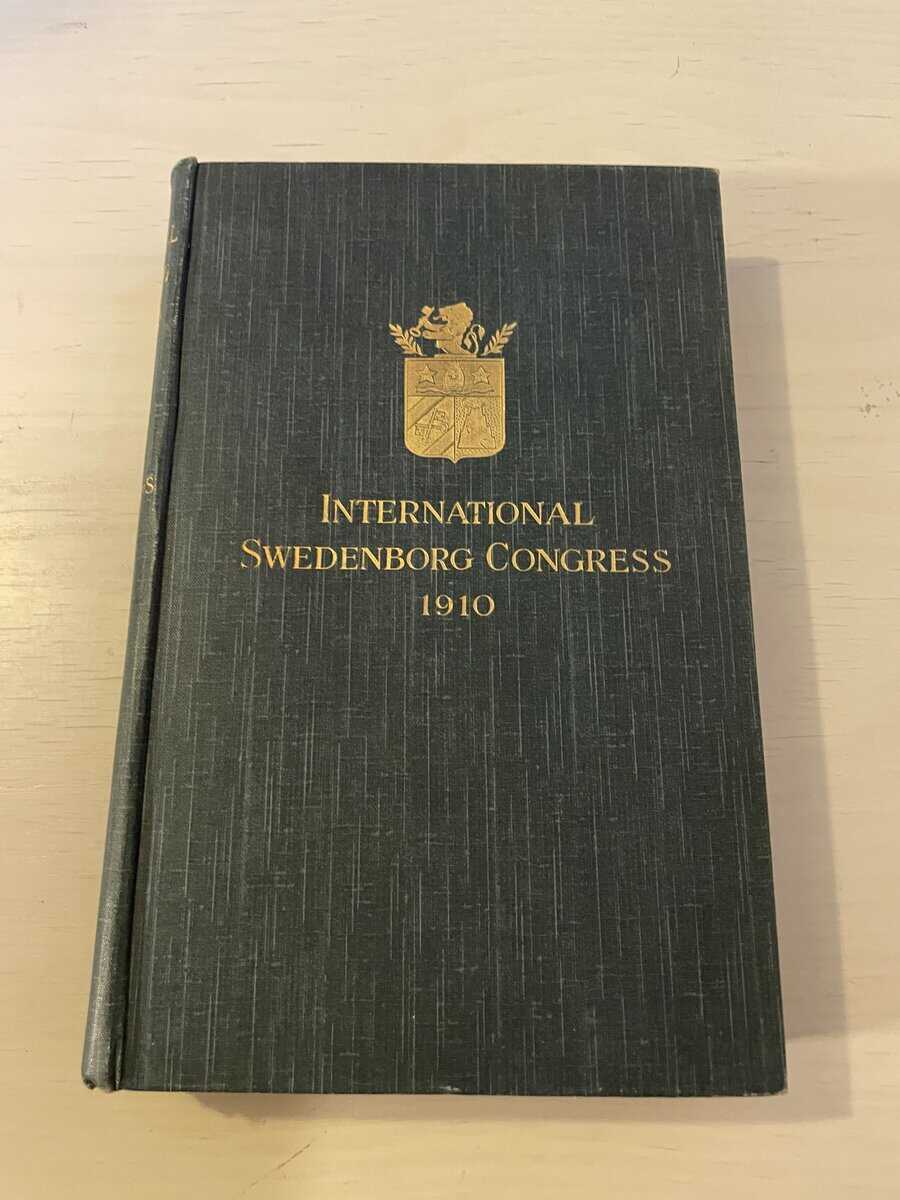 INTERNATIONAL
SWEDENBORG CONGRESS
1910